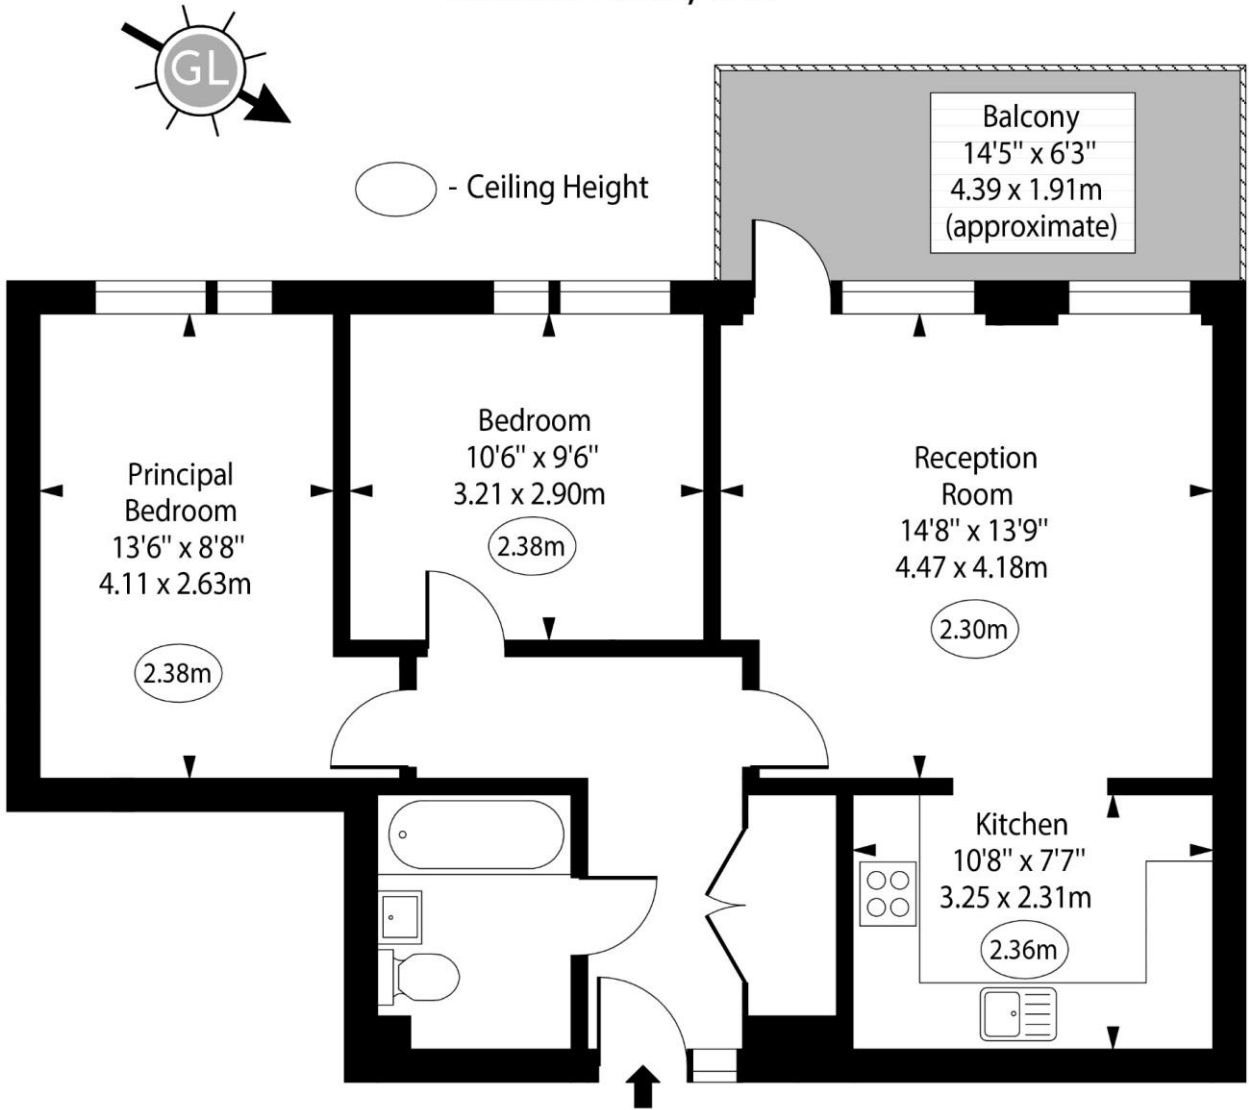 GL
- Ceiling Height
Balcony
14'5" x 6'3"
4.39 x 1.91m
(approximate)
Principal
Bedroom
13'6" x 8'8"
4.11 x 2.63m
2.38m
Bedroom
10'6" x 9'6"
3.21 x 2.90m
2.38m
Reception
Room
14'8" x 13'9"
4.47 x 4.18m
2.30m
Kitchen
10'8" x 7'7"
3.25 x 2.31m
2.36m